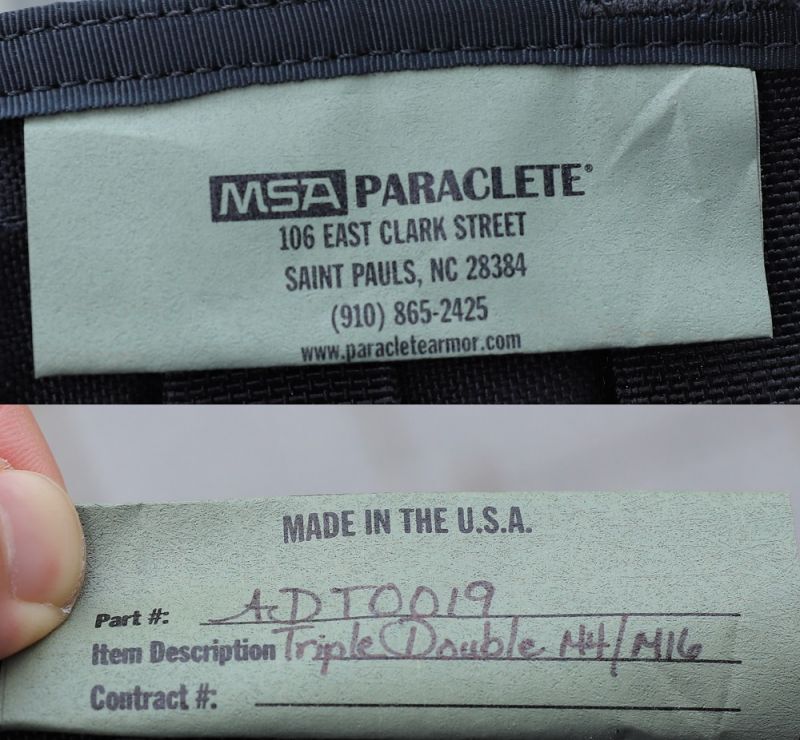 MSA PARACLETE®
106 EAST CLARK STREET
SAINT PAULS, NC 28384
(910) 865-2425
www.paracletearmor.com
MADE IN THE U.S.A.
Part #: ADT0019
Item Description Triple Double M4/M16
Contract #: